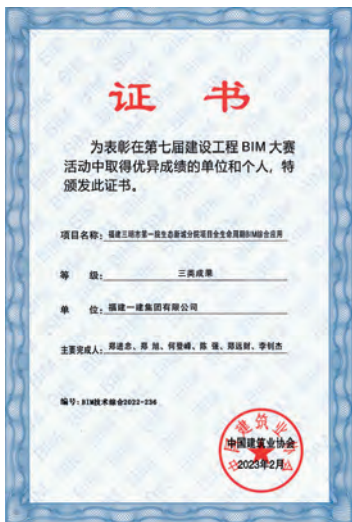 证 书
为表彰在第七届建设工程 BIM 大赛
活动中取得优异成绩的单位和个人，特
颁发此证书。
项目名称：福建三明市第一医生态新城分院项目全生命周期BIM综合应用
等 级：三类成果
单 位：福建一建集团有限公司
主要完成人：郑进忠、郑 旭、何登峰、陈 强、郑远财、李钊杰
编号：BIM技术综合2022-236
中国建筑业协会
2023年2月